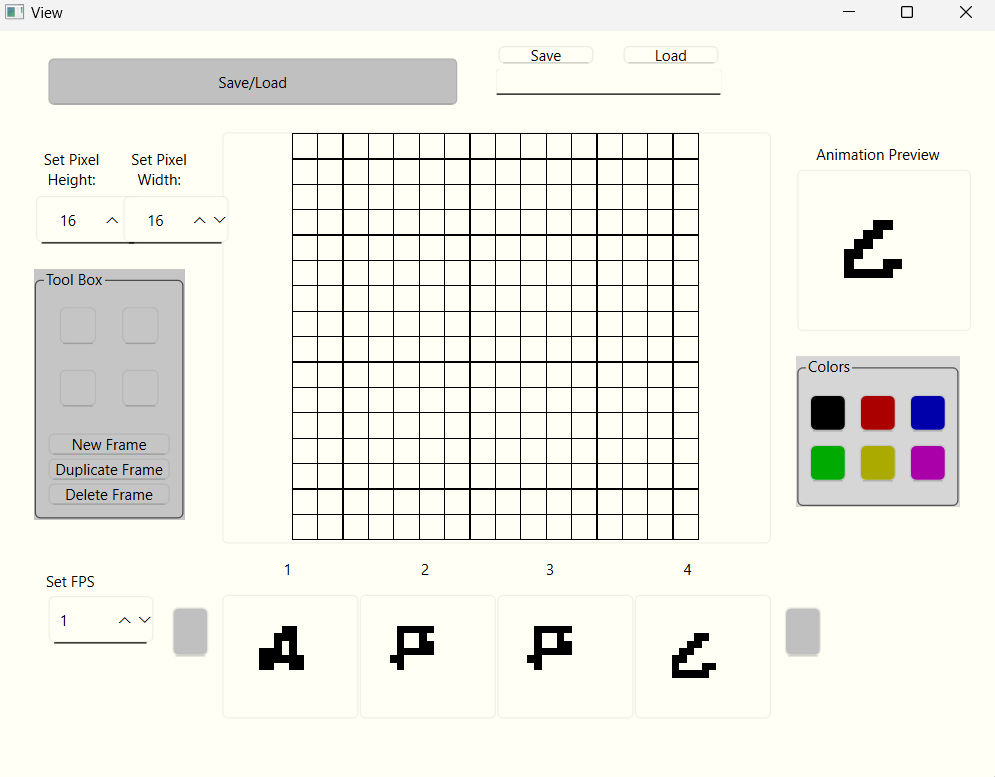 View
Save/Load
Save
Load
Set Pixel
Height:
Set Pixel
Width:
16
16
Animation Preview
Tool Box
New Frame
Duplicate Frame
Delete Frame
Colors
Set FPS
1
1
2
3
4